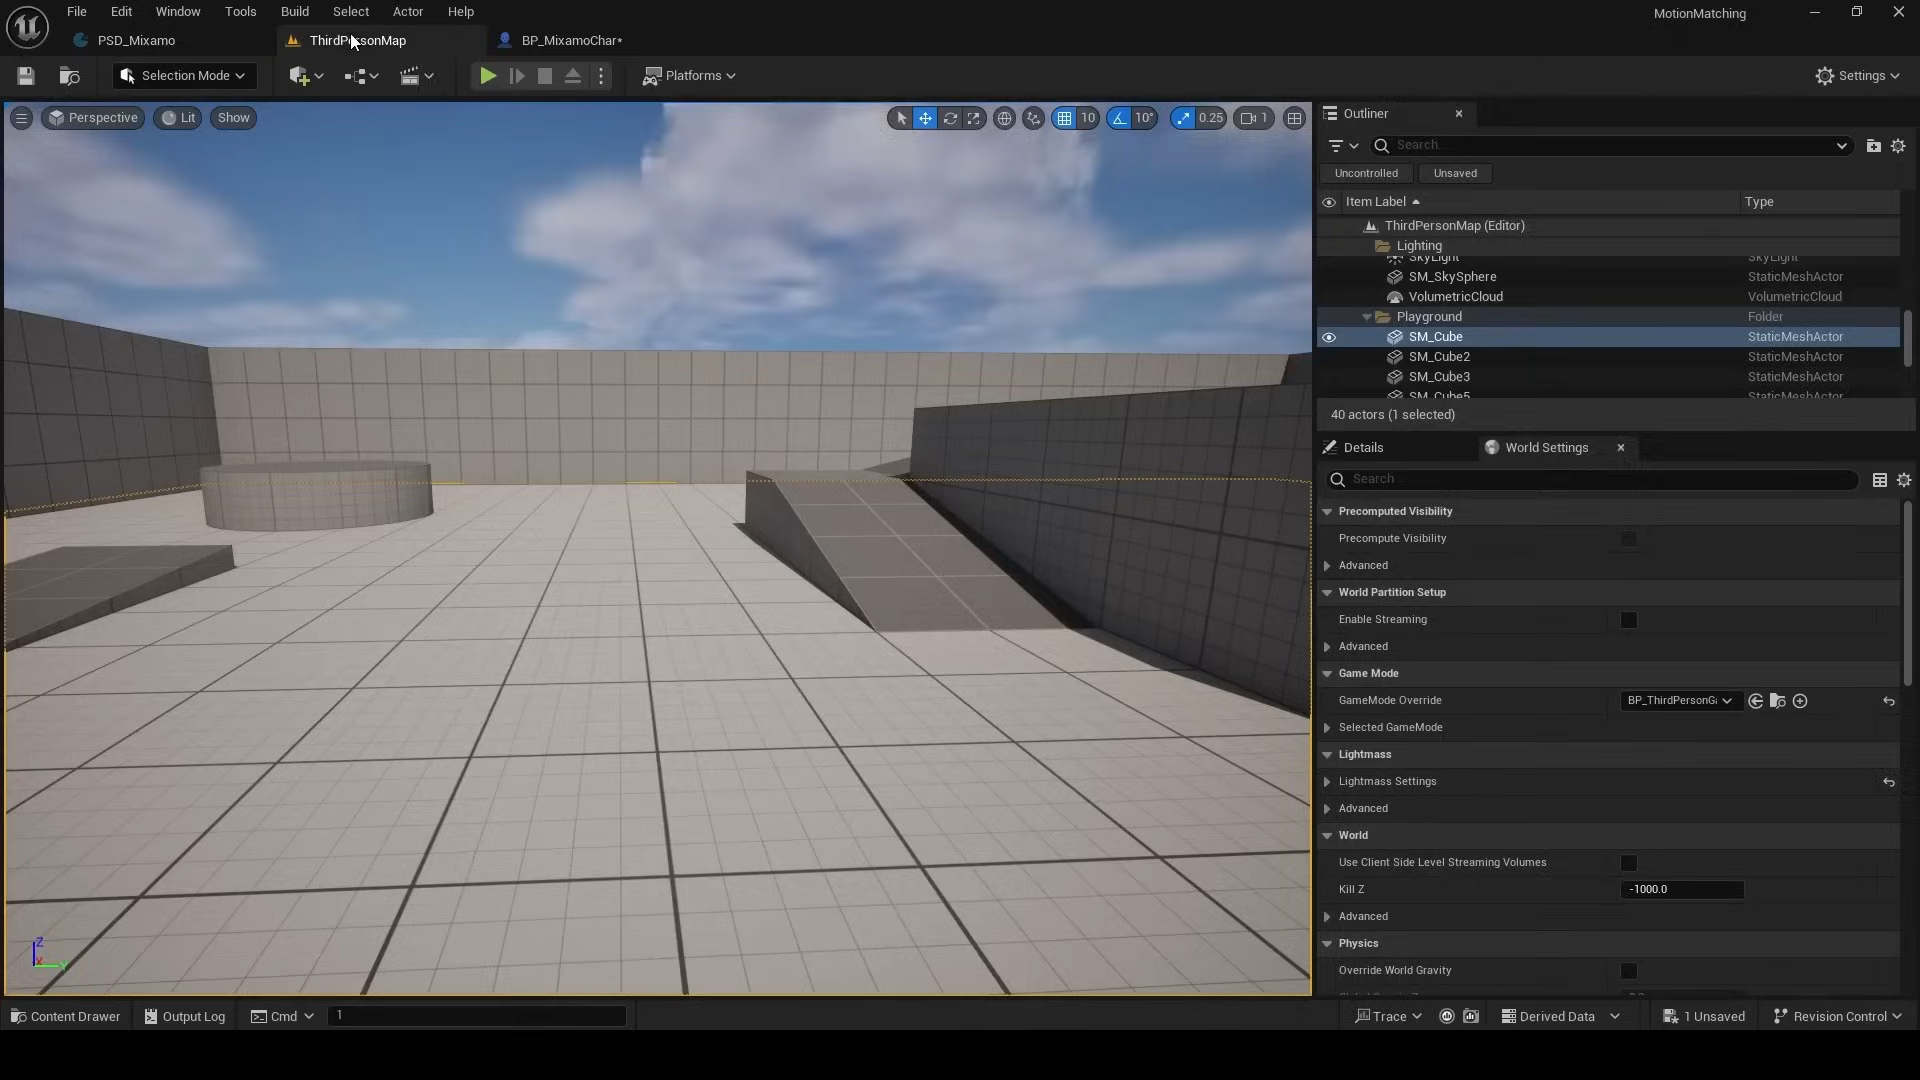 File Edit Window Tools Build Select Actor Help
MotionMatching
PSD_Mixamo
ThirdPersonMap
BP_MixamoChar*
Selection Mode
Platforms
Settings
Perspective
Lit
Show
10
10°
0.25
1
Outliner
Search...
Uncontrolled
Unsaved
Item Label
Type
ThirdPersonMap (Editor)
Lighting
SkyLight SkyLight
SM_SkySphere StaticMeshActor
VolumetricCloud VolumetricCloud
Playground Folder
SM_Cube StaticMeshActor
SM_Cube2 StaticMeshActor
SM_Cube3 StaticMeshActor
SM_Cube5 StaticMeshActor
40 actors (1 selected)
Details
World Settings
Search
Precomputed Visibility
Precompute Visibility
Advanced
World Partition Setup
Enable Streaming
Advanced
Game Mode
GameMode Override BP_ThirdPersonGa
Selected GameMode
Lightmass
Lightmass Settings
Advanced
World
Use Client Side Level Streaming Volumes
Kill Z -1000.0
Advanced
Physics
Override World Gravity
Z
X
Y
Content Drawer
Output Log
Cmd
1
Trace
Derived Data
1 Unsaved
Revision Control